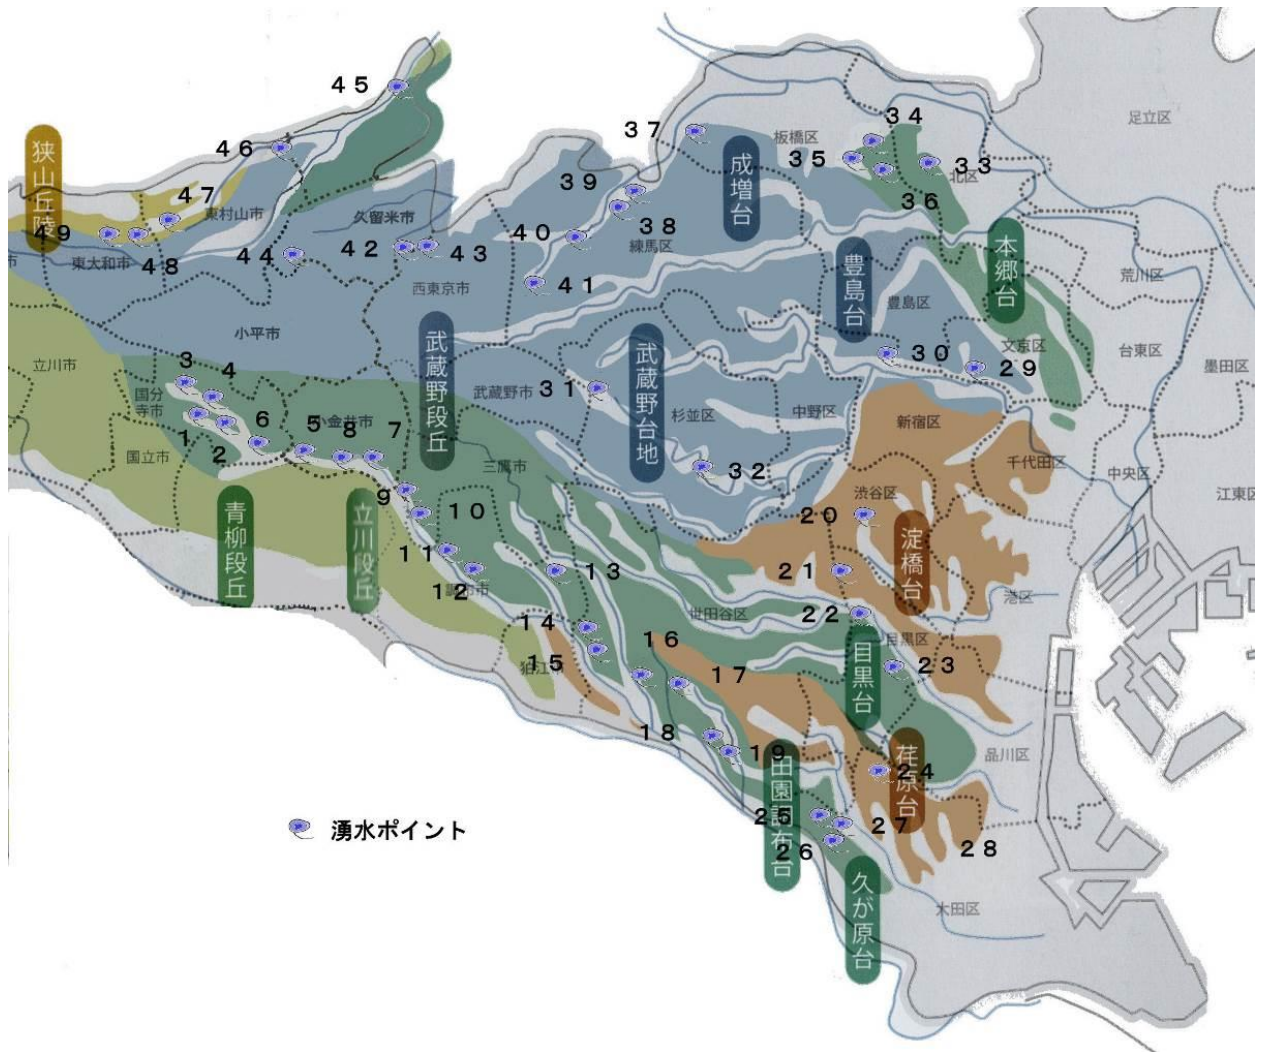 ４５
３４
足立区
３７
板橋区
狭山丘陵
４６
成増台
３５
３３
北区
３９
４７
東村山市
久留米市
３６
４９
東大和市
４８
４４
４２
４３
４０
３８
練馬区
本郷台
市
西東京市
４１
豊島台
豊島区
荒川区
小平市
武蔵野段丘
武蔵野台地
３０
文京区
台東区
立川市
３
４
２９
墨田区
国分
寺市
武蔵野市
３１
杉並区
中野区
１
６
５
小金井市
８
７
新宿区
国立市
２
三鷹市
３２
千代田区
中央区
江東区
青柳段丘
立川段丘
９
１０
２０
渋谷区
淀橋台
１１
１３
２１
１２
世田谷区
２２
港区
１４
１６
目黒区
１５
狛江市
１７
目黒台
２３
１８
１９
荏原台
品川区
田園調布台
２４
２５
２７
２６
２８
湧水ポイント
久が原台
大田区